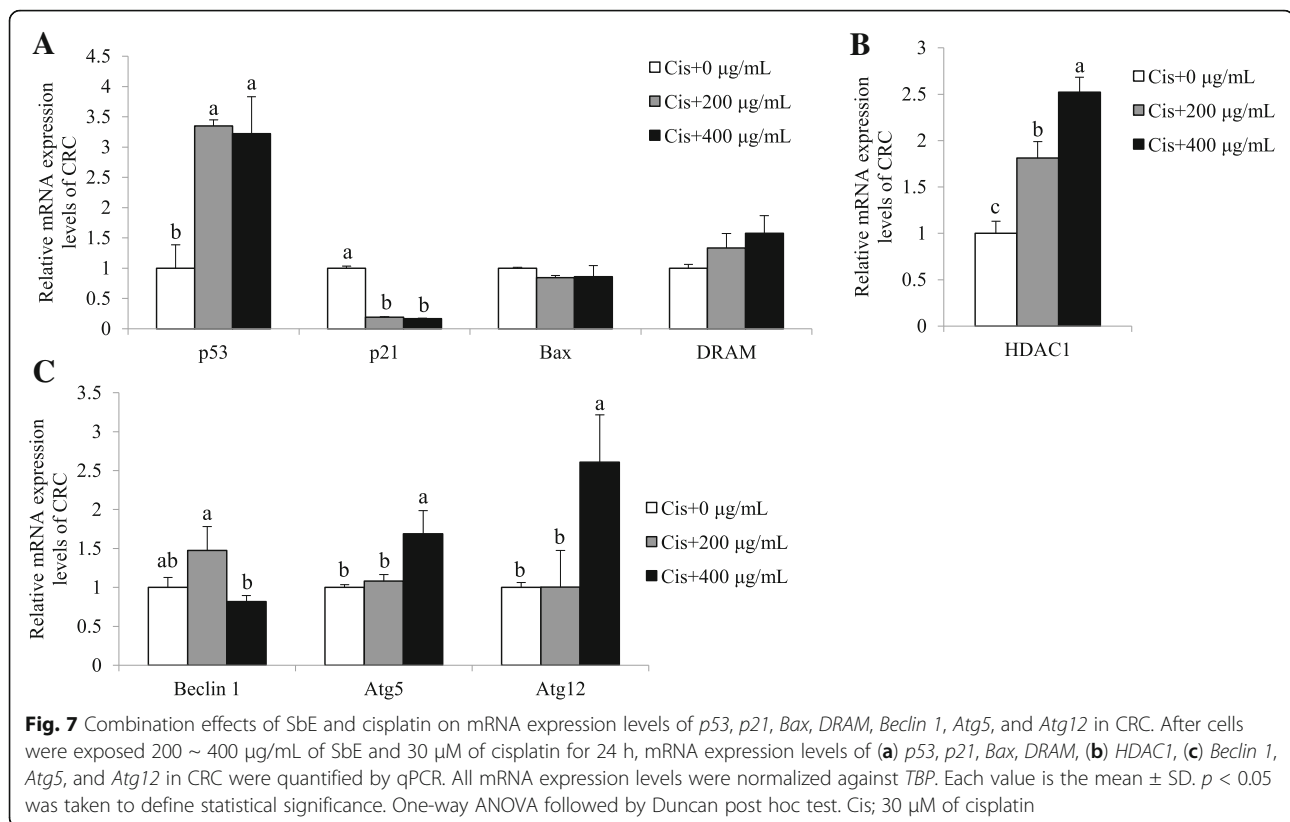 A
Relative mRNA expression
levels of CRC
4.5
4
3.5
3
2.5
2
1.5
1
0.5
0
b
a
a
a
b
b
p53
p21
Bax
DRAM
Cis+0 µg/mL
Cis+200 µg/mL
Cis+400 µg/mL
B
Relative mRNA expression
levels of CRC
3
2.5
2
1.5
1
0.5
0
c
b
a
HDAC1
Cis+0 µg/mL
Cis+200 µg/mL
Cis+400 µg/mL
C
Relative mRNA expression
levels of CRC
3.5
3
2.5
2
1.5
1
0.5
0
ab
a
b
b
b
a
b
b
a
Beclin 1
Atg5
Atg12
Cis+0 µg/mL
Cis+200 µg/mL
Cis+400 µg/mL
Fig. 7 Combination effects of SbE and cisplatin on mRNA expression levels of p53, p21, Bax, DRAM, Beclin 1, Atg5, and Atg12 in CRC. After cells
were exposed 200 ~ 400 µg/mL of SbE and 30 µM of cisplatin for 24 h, mRNA expression levels of (a) p53, p21, Bax, DRAM, (b) HDAC1, (c) Beclin 1,
Atg5, and Atg12 in CRC were quantified by qPCR. All mRNA expression levels were normalized against TBP. Each value is the mean ± SD. p < 0.05
was taken to define statistical significance. One-way ANOVA followed by Duncan post hoc test. Cis; 30 µM of cisplatin